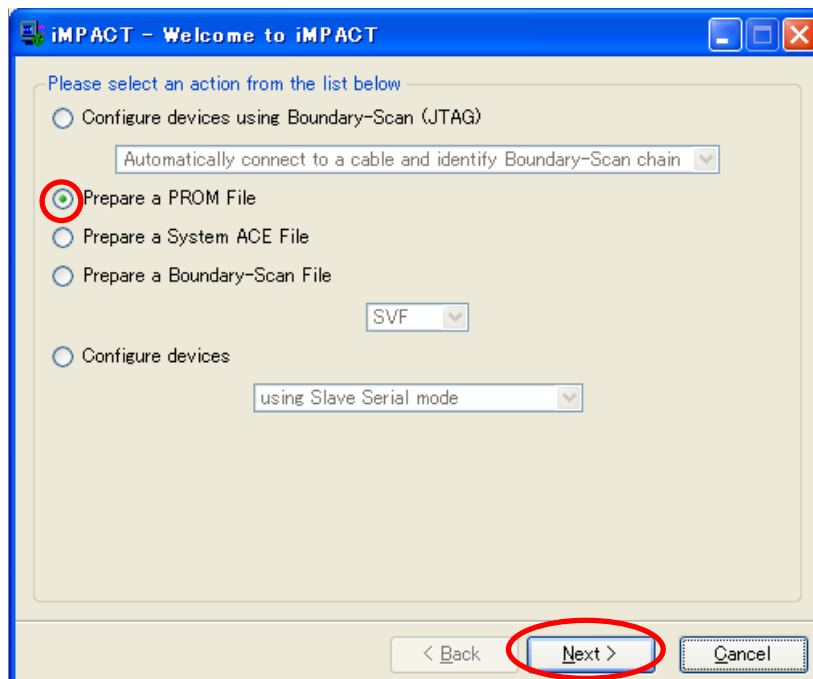 iMPACT - Welcome to iMPACT
Please select an action from the list below
Configure devices using Boundary-Scan (JTAG)
Automatically connect to a cable and identify Boundary-Scan chain
Prepare a PROM File
Prepare a System ACE File
Prepare a Boundary-Scan File
SVF
Configure devices
using Slave Serial mode
< Back Next > Cancel